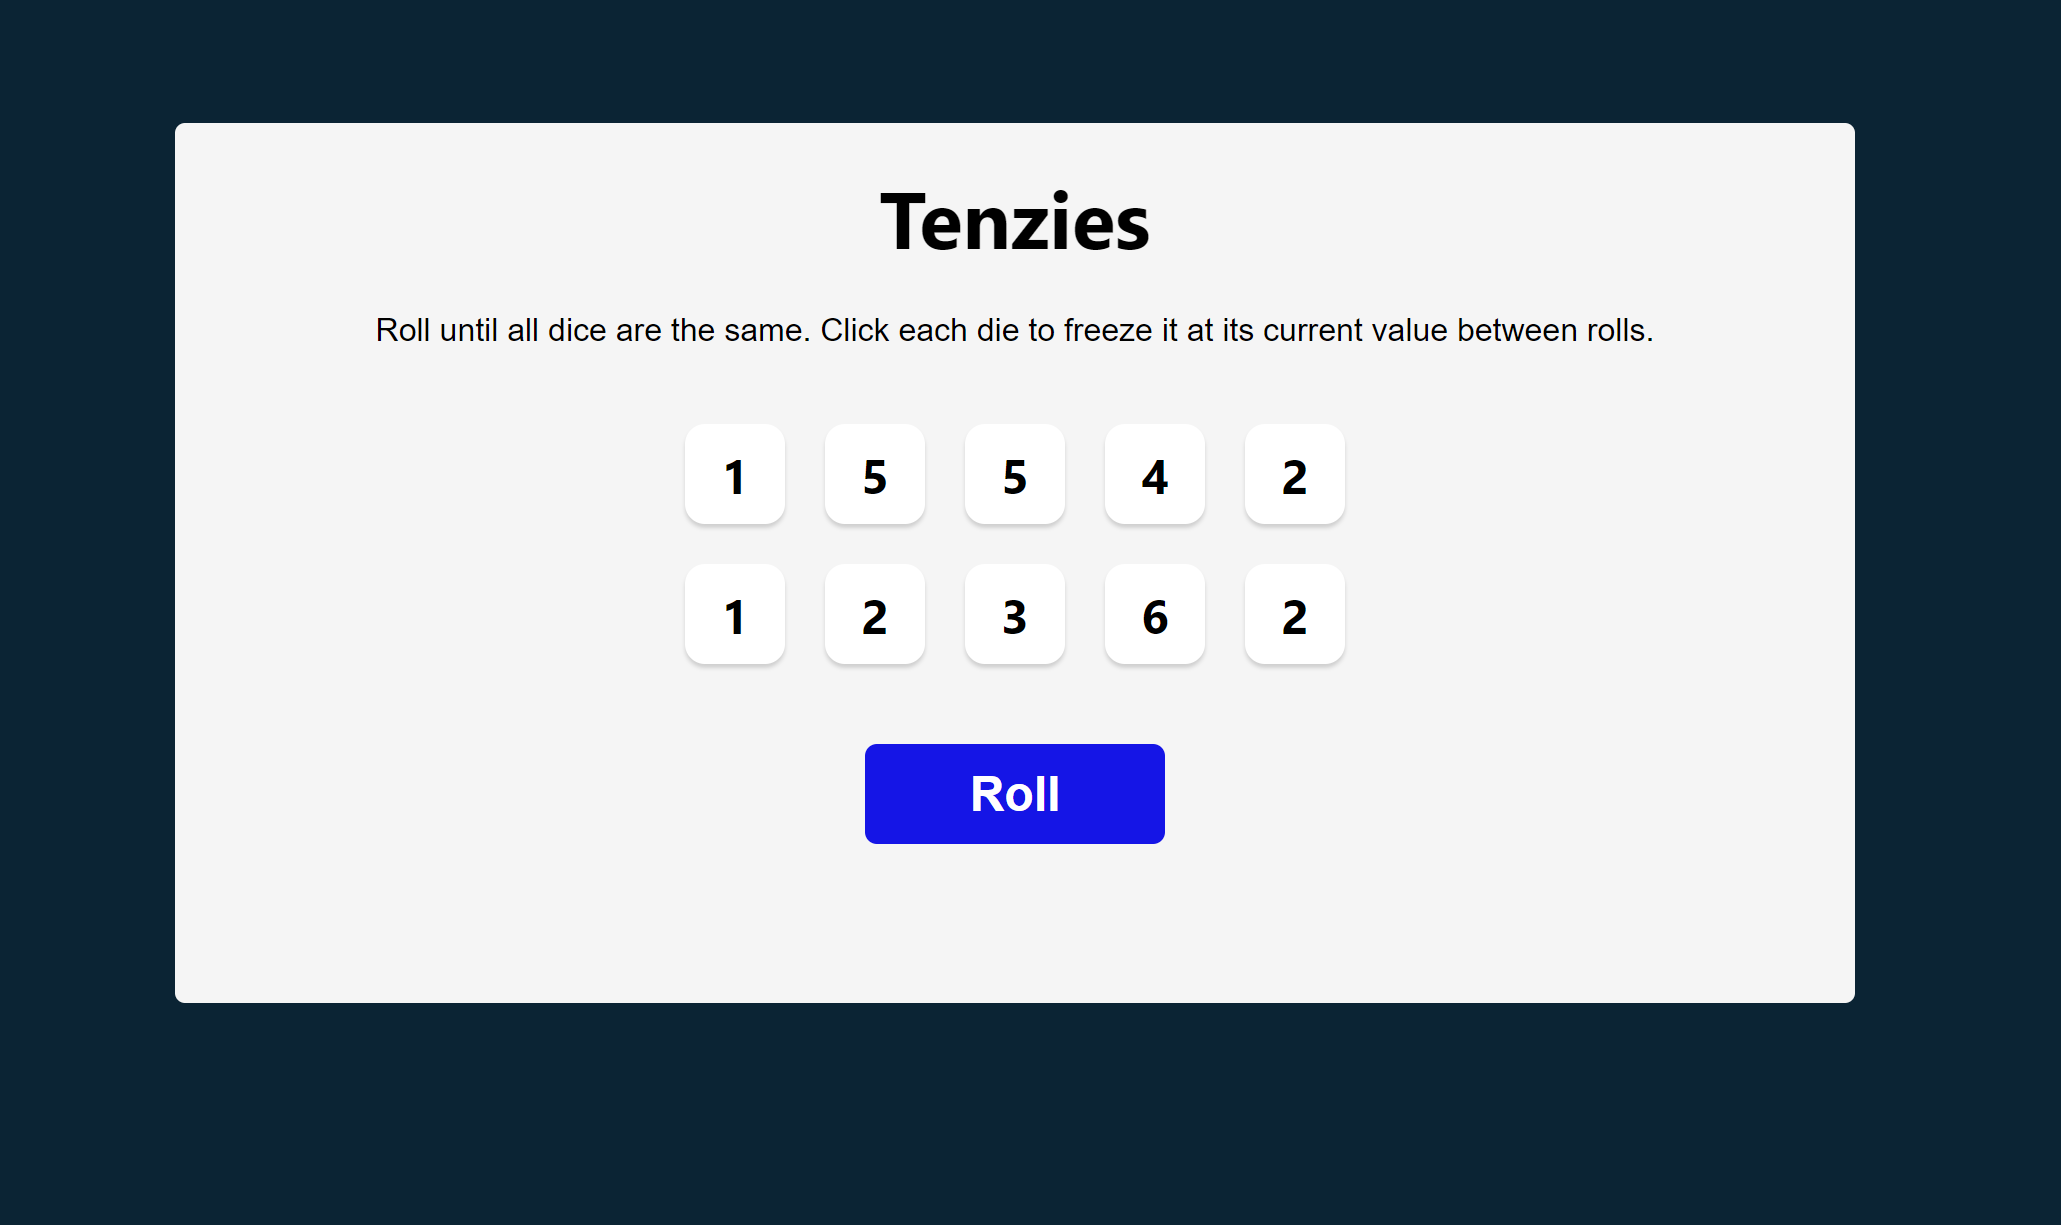 Tenzies
Roll until all dice are the same. Click each die to freeze it at its current value between rolls.
1 5 5 4 2
1 2 3 6 2
Roll